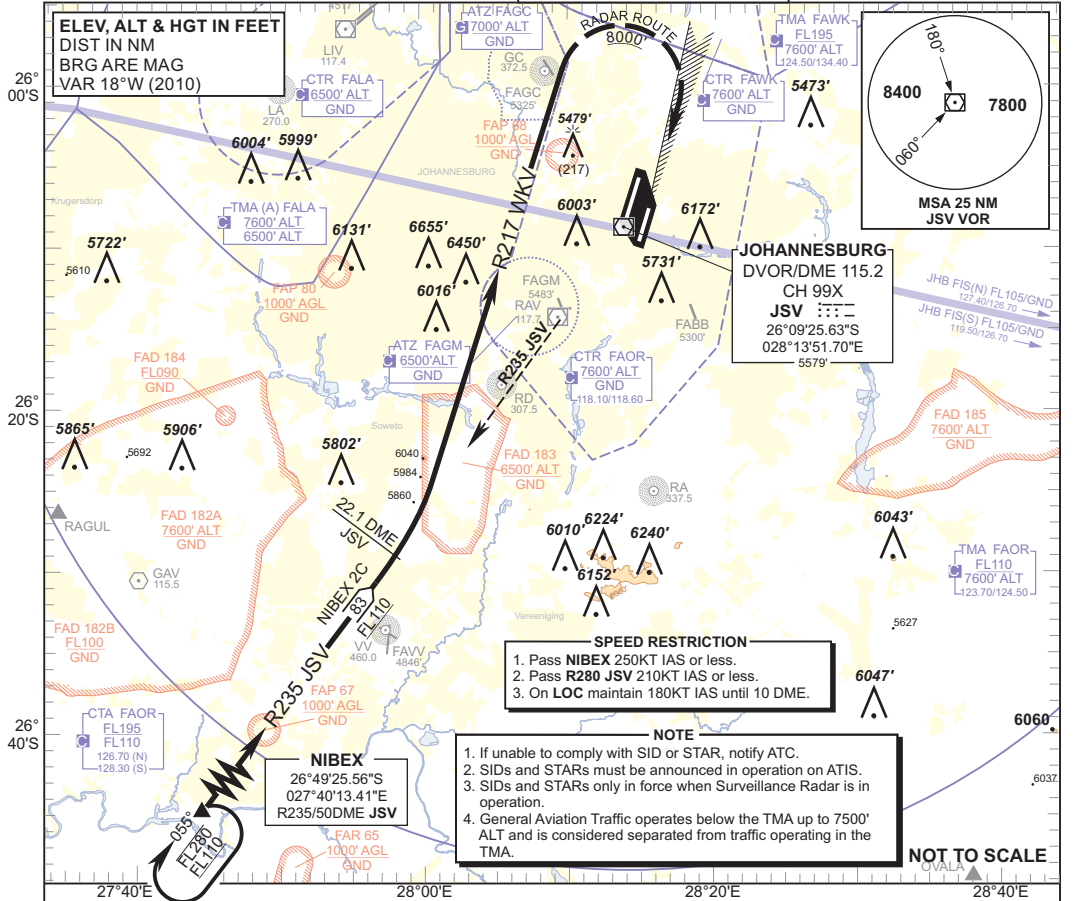 ELEV, ALT & HGT IN FEET
DIST IN NM
BRG ARE MAG
VAR 18°W (2010)
LIV
117.4
LA
270.0
CTR FALA
C
6500' ALT
GND
ATZ FAGC
G
7000' ALT
GND
GC
372.5
FAGC
5325'
RADAR ROUTE
8000'
TMA FAWK
C
FL195
7600' ALT
124.50/134.40
CTR FAWK
C
7600' ALT
GND
5473'
180°
8400
7800
060°
MSA 25 NM
JSV VOR
26°
00'S
6004'
5999'
FAP 88
1000' AGL
GND
5479'
(217)
JOHANNESBURG
Krugersdorp
TMA (A) FALA
C
7600' ALT
6500' ALT
R217 WKV
6003'
6172'
5722'
5610
6131'
6655'
6450'
6016'
5731'
FAP 80
1000' AGL
GND
FAGM
5483'
RAV
117.7
FABB
5300'
JOHANNESBURG
DVOR/DME 115.2
CH 99X
JSV
26°09'25.63"S
028°13'51.70"E
5579'
JHB FIS(N) FL105/GND
127.40/126.70
JHB FIS(S) FL105/GND
119.50/126.70
ATZ FAGM
C
6500'ALT
GND
R235 JSV
CTR FAOR
C
7600' ALT
GND
118.10/118.60
RD
307.5
FAD 184
FL090
GND
26°
20'S
5865'
5692
5906'
5802'
Soweto
6040
5984
5860
FAD 183
6500' ALT
GND
FAD 185
7600' ALT
GND
RA
337.5
RAGUL
FAD 182A
7600' ALT
GND
22.1 DME
JSV
GAV
115.5
6010'
6224'
6240'
6152'
6043'
TMA FAOR
C
FL110
7600' ALT
123.70/124.50
NIBEX 2C
83
FL110
Vereeniging
5627
FAD 182B
FL100
GND
VV
460.0
FAVV
4846'
R235 JSV
FAP 67
1000' AGL
GND
SPEED RESTRICTION
1. Pass NIBEX 250KT IAS or less.
2. Pass R280 JSV 210KT IAS or less.
3. On LOC maintain 180KT IAS until 10 DME.
6047'
6060
26°
40'S
CTA FAOR
C
FL195
FL110
126.70 (N)
128.30 (S)
NIBEX
26°49'25.56"S
027°40'13.41"E
R235/50DME JSV
NOTE
1. If unable to comply with SID or STAR, notify ATC.
2. SIDs and STARs must be announced in operation on ATIS.
3. SIDs and STARs only in force when Surveillance Radar is in
operation.
4. General Aviation Traffic operates below the TMA up to 7500'
ALT and is considered separated from traffic operating in the
TMA.
6037
055°
FL280
FL110
FAR 65
1000' AGL
GND
NOT TO SCALE
OVALA
27°40'E
28°00'E
28°20'E
28°40'E